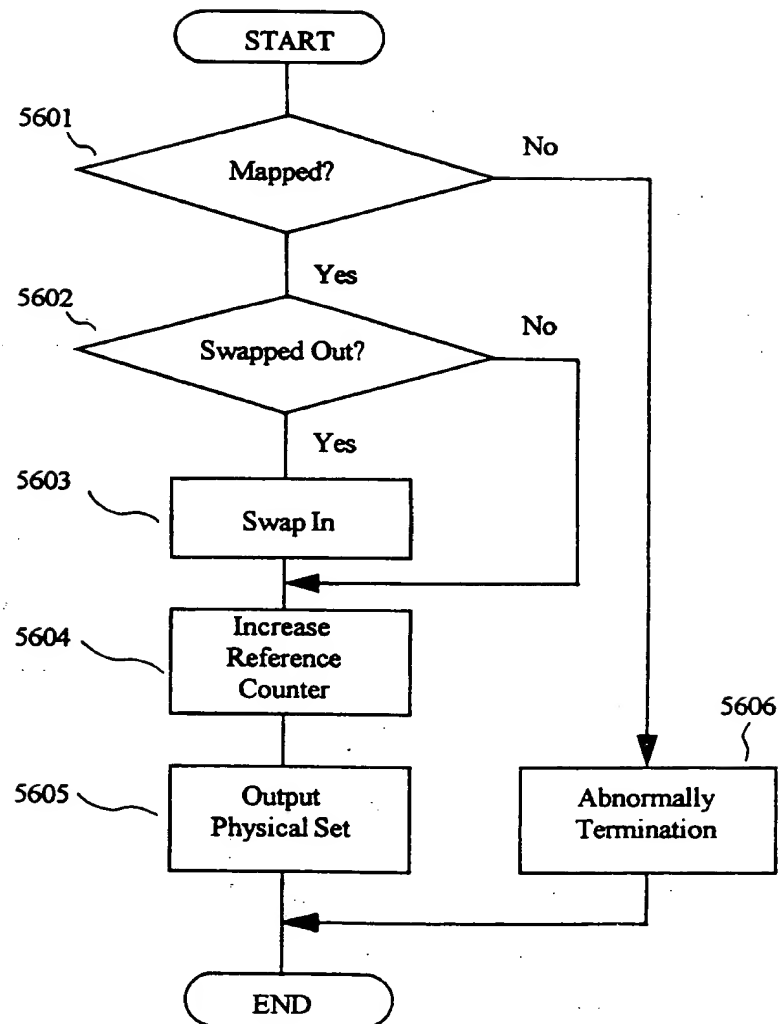 START
5601
Mapped?
No
Yes
5602
Swapped Out?
No
Yes
5603
Swap In
5604
Increase
Reference
Counter
5606
5605
Output
Physical Set
Abnormally
Termination
END